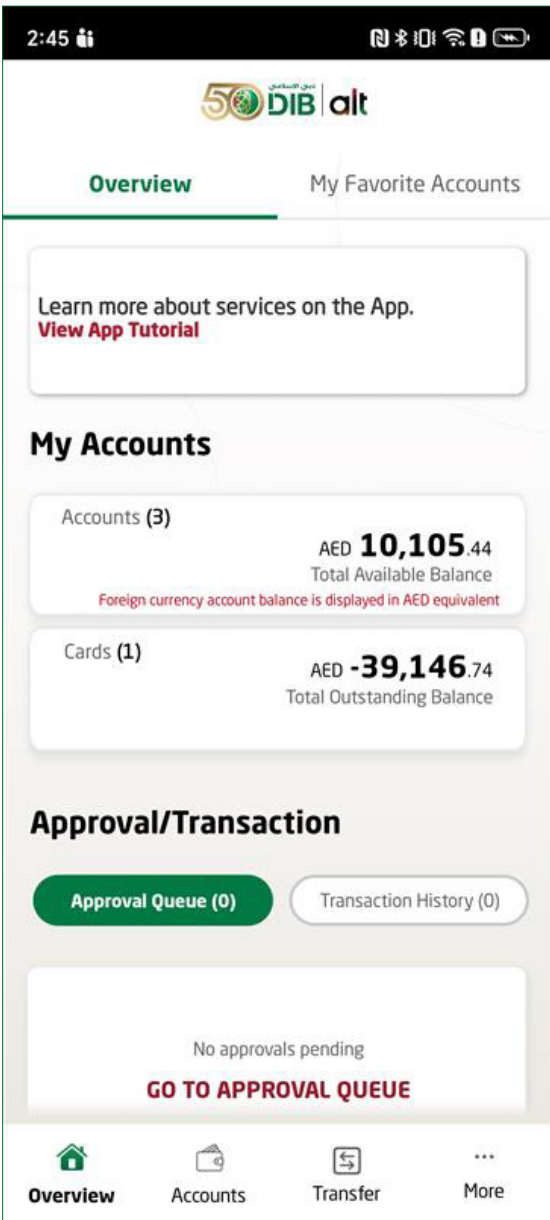 2:45
50 دبي الإسلامي
DIB alt
Overview
My Favorite Accounts
Learn more about services on the App.
View App Tutorial
My Accounts
Accounts (3)
AED 10,105.44
Total Available Balance
Foreign currency account balance is displayed in AED equivalent
Cards (1)
AED -39,146.74
Total Outstanding Balance
Approval/Transaction
Approval Queue (0)
Transaction History (0)
No approvals pending
GO TO APPROVAL QUEUE
Overview
Accounts
Transfer
More